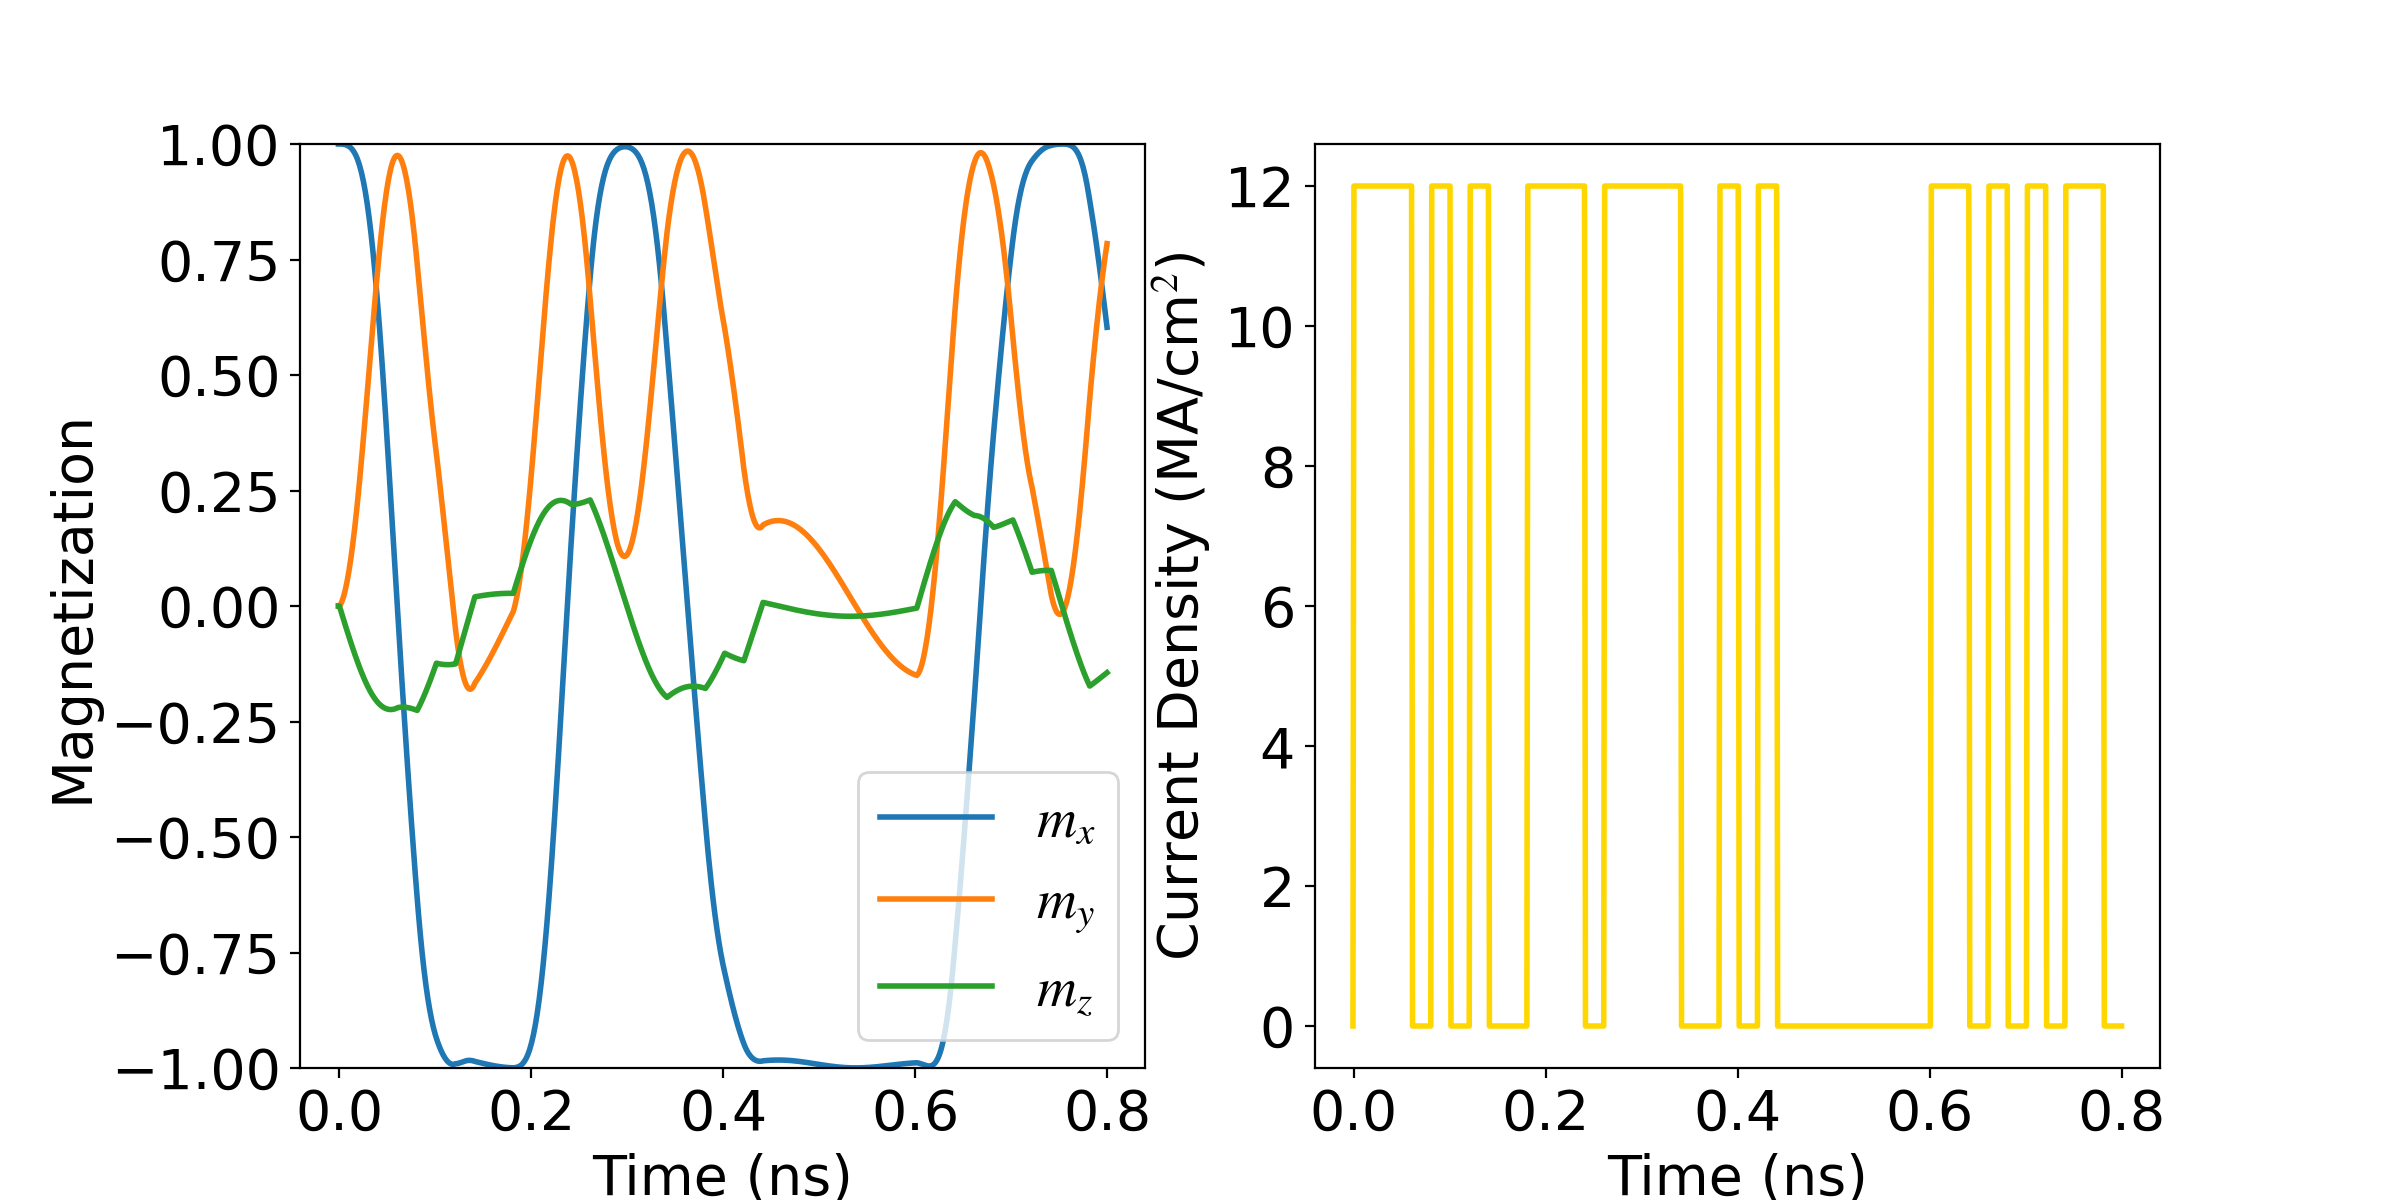 Magnetization
1.00
0.75
0.50
0.25
0.00
−0.25
−0.50
−0.75
−1.00
0.0 0.2 0.4 0.6 0.8
Time (ns)
m_x
m_y
m_z
Current Density (MA/cm²)
12
10
8
6
4
2
0
0.0 0.2 0.4 0.6 0.8
Time (ns)